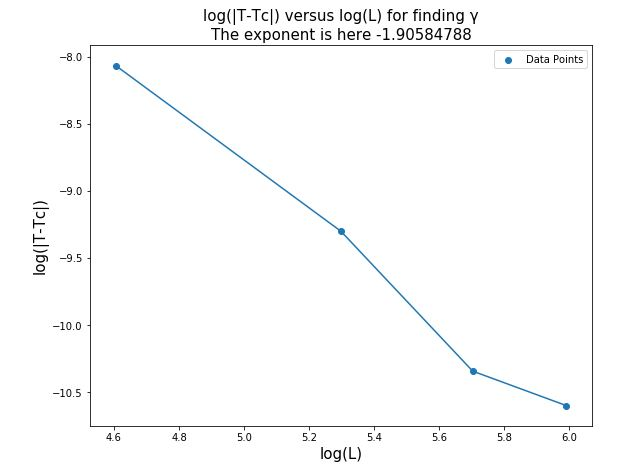 log(|T-Tc|) versus log(L) for finding γ
The exponent is here -1.90584788
Data Points
−8.0
−8.5
−9.0
−9.5
−10.0
−10.5
log(|T-Tc|)
4.6 4.8 5.0 5.2 5.4 5.6 5.8 6.0
log(L)